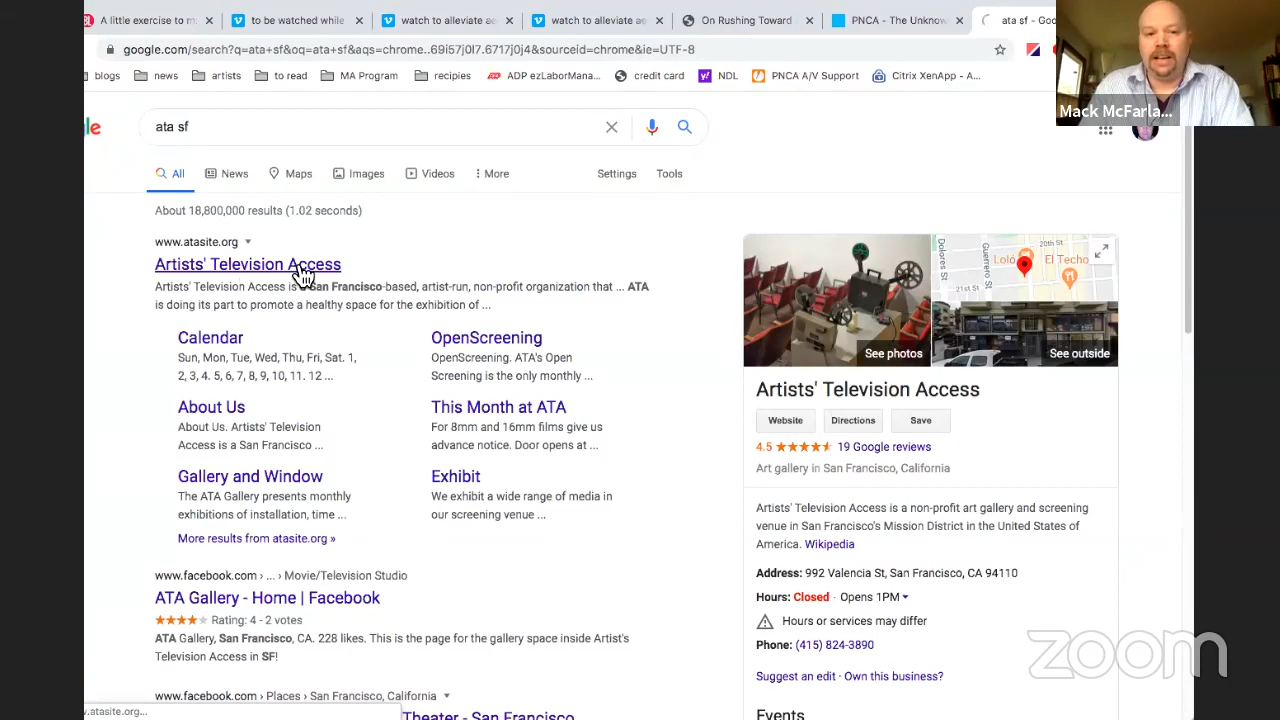 A little exercise to m:
to be watched while
watch to alleviate ac
watch to alleviate ac
On Rushing Toward
PNCA - The Unknow
ata sf - Goo
google.com/search?q=ata+sf&oq=ata+sf&aqs=chrome..69i57j0l7.6717j0j4&sourceid=chrome&ie=UTF-8
blogs
news
artists
to read
MA Program
recipies
ADP ezLaborMana...
credit card
NDL
PNCA A/V Support
Citrix XenApp - A...
Mack McFarla...
gle
ata sf
All
News
Maps
Images
Videos
More
Settings
Tools
About 18,800,000 results (1.02 seconds)
www.atasite.org
Artists' Television Access
Artists' Television Access is San Francisco-based, artist-run, non-profit organization that ... ATA
is doing its part to promote a healthy space for the exhibition of ...
Calendar
Sun, Mon, Tue, Wed, Thu, Fri, Sat. 1,
2, 3, 4. 5, 6, 7, 8, 9, 10, 11. 12 ...
OpenScreening
OpenScreening. ATA's Open
Screening is the only monthly ...
About Us
About Us. Artists' Television
Access is a San Francisco ...
This Month at ATA
For 8mm and 16mm films give us
advance notice. Door opens at ...
Gallery and Window
The ATA Gallery presents monthly
exhibitions of installation, time ...
Exhibit
We exhibit a wide range of media in
our screening venue ...
More results from atasite.org »
www.facebook.com › ... › Movie/Television Studio
ATA Gallery - Home | Facebook
Rating: 4 - 2 votes
ATA Gallery, San Francisco, CA. 228 likes. This is the page for the gallery space inside Artist's
Television Access in SF!
www.facebook.com › Places › San Francisco, California
Theater - San Francisco
w.atasite.org...
See photos
Dolores St
Guerrero St
20th St
21st St
Loló
El Techo
See outside
Artists' Television Access
Website
Directions
Save
4.5
19 Google reviews
Art gallery in San Francisco, California
Artists' Television Access is a non-profit art gallery and screening
venue in San Francisco's Mission District in the United States of
America. Wikipedia
Address: 992 Valencia St, San Francisco, CA 94110
Hours: Closed · Opens 1PM
Hours or services may differ
Phone: (415) 824-3890
Suggest an edit · Own this business?
Events
zoom